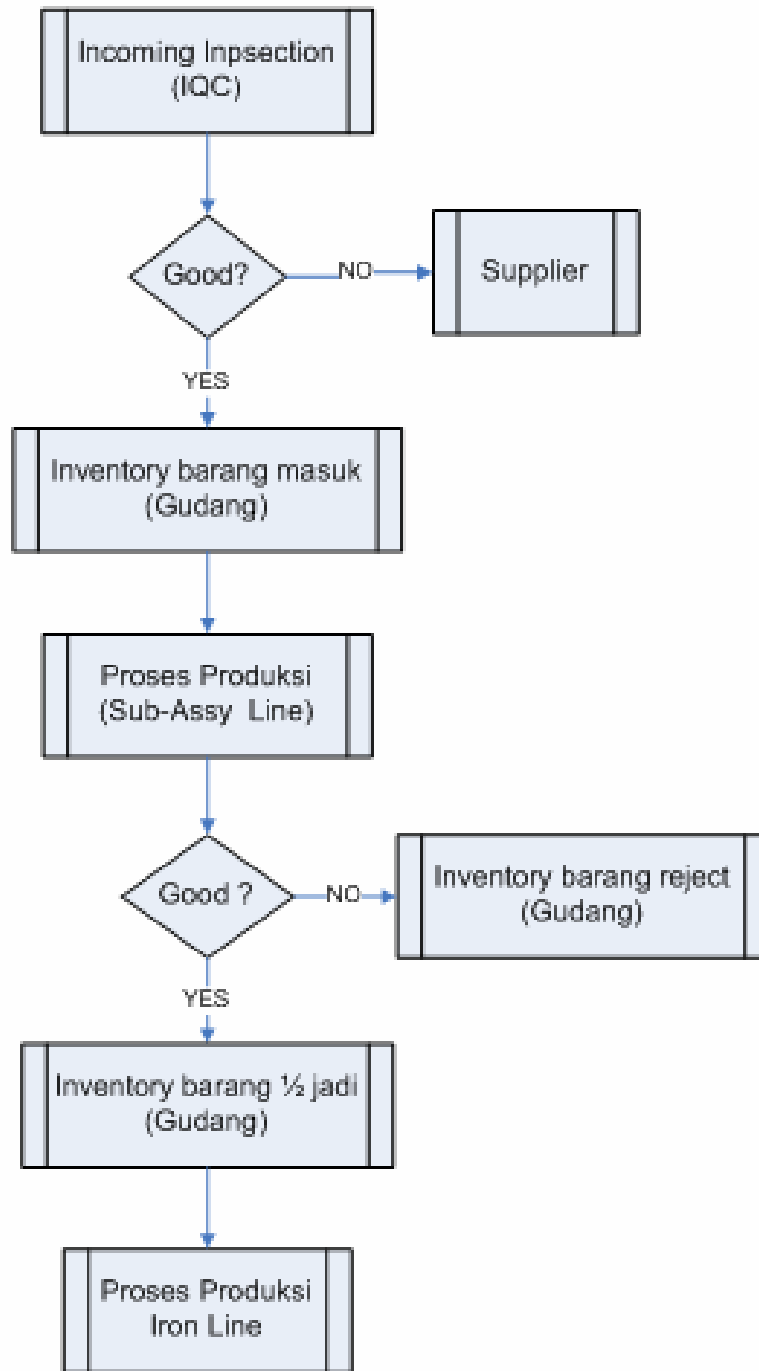 Incoming Inpsection
(IQC)
Good?
NO
Supplier
YES
Inventory barang masuk
(Gudang)
Proses Produksi
(Sub-Assy Line)
Good ?
NO
Inventory barang reject
(Gudang)
YES
Inventory barang ½ jadi
(Gudang)
Proses Produksi
Iron Line